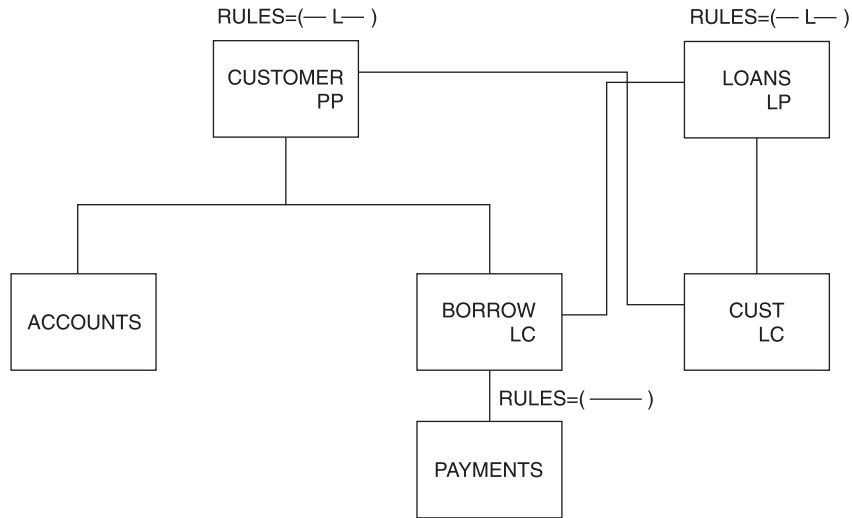 RULES=( — L — )
RULES=( — L — )
CUSTOMER
PP
LOANS
LP
ACCOUNTS
BORROW
LC
CUST
LC
RULES=( —— )
PAYMENTS